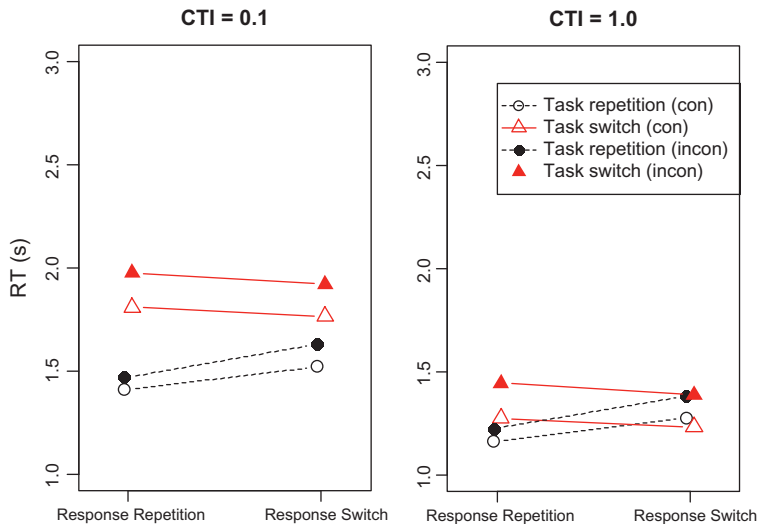 CTI = 0.1
RT (s)
3.0
2.5
2.0
1.5
1.0
Response Repetition
Response Switch
CTI = 1.0
3.0
2.5
2.0
1.5
1.0
Task repetition (con)
Task switch (con)
Task repetition (incon)
Task switch (incon)
Response Repetition
Response Switch